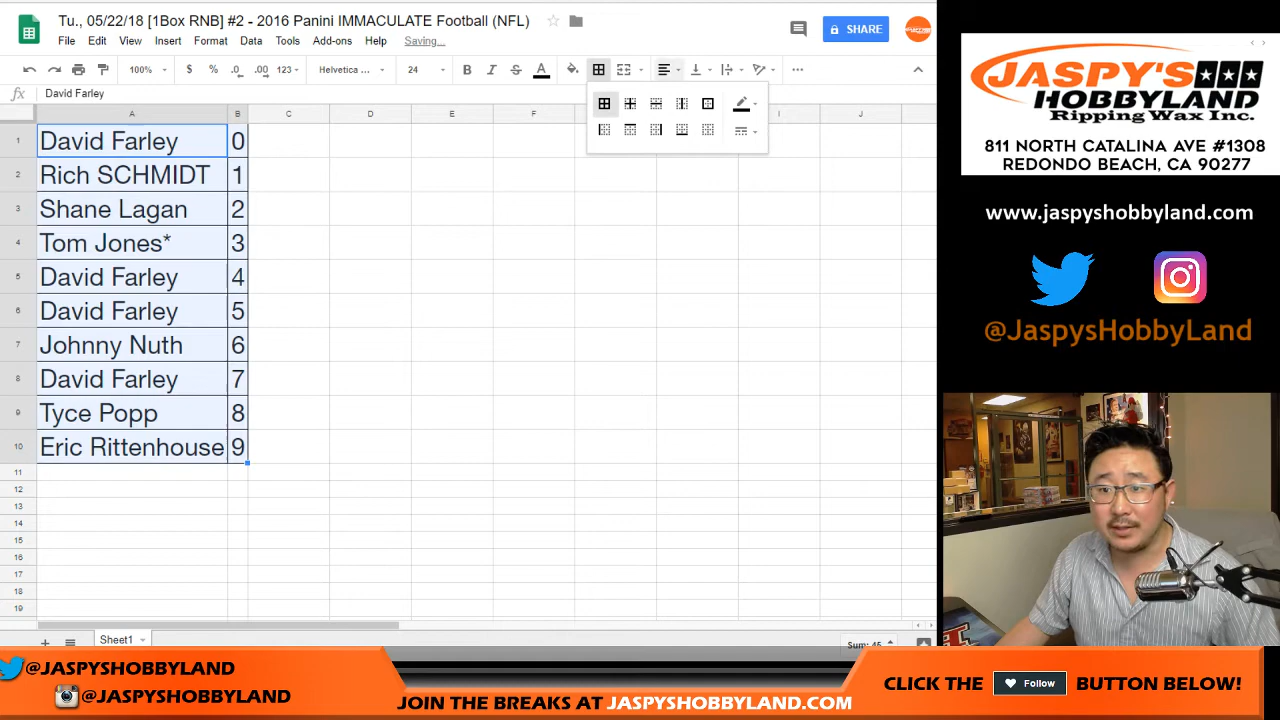 Tu., 05/22/18 [1Box RNB] #2 - 2016 Panini IMMACULATE Football (NFL)
File Edit View Insert Format Data Tools Add-ons Help Saving...
SHARE
100% $ % .0 .00 123 Helvetica ... 24 B I S A
fx David Farley
A B C D E F I J
1 David Farley 0
2 Rich SCHMIDT 1
3 Shane Lagan 2
4 Tom Jones* 3
5 David Farley 4
6 David Farley 5
7 Johnny Nuth 6
8 David Farley 7
9 Tyce Popp 8
10 Eric Rittenhouse 9
11
12
13
14
15
16
17
18
19
Sheet1
Sum: 45
JASPY'S
HOBBYLAND
Ripping Wax Inc.
811 NORTH CATALINA AVE #1308
REDONDO BEACH, CA 90277
www.jaspyshobbyland.com
@JaspysHobbyLand
@JASPYSHOBBYLAND
@JASPYSHOBBYLAND
JOIN THE BREAKS AT JASPYSHOBBYLAND.COM
CLICK THE Follow BUTTON BELOW!